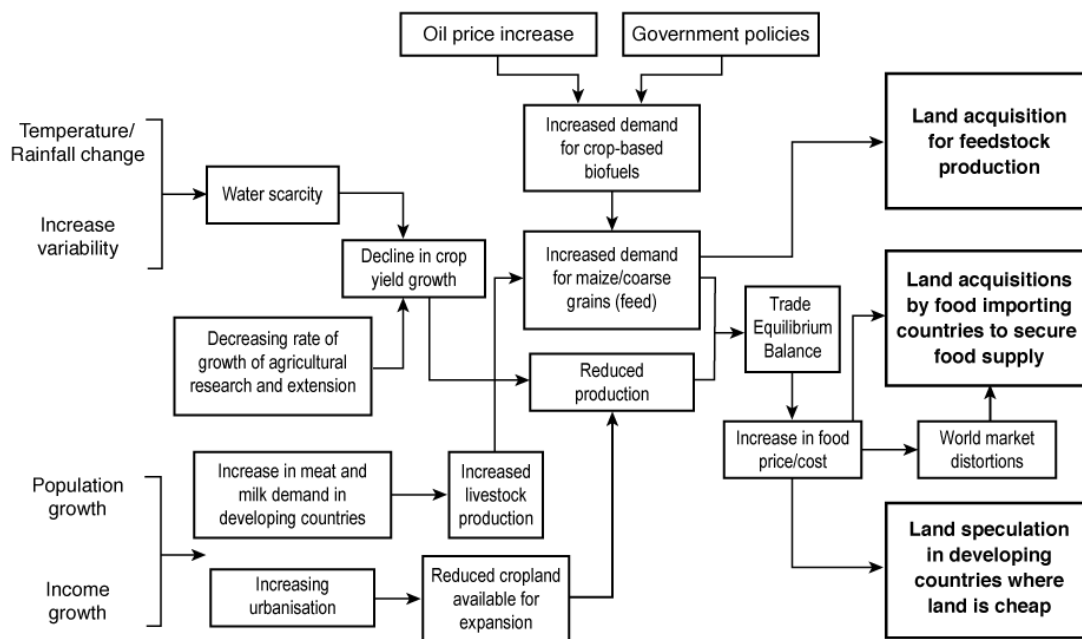 Oil price increase
Government policies
Increased demand
for crop-based
biofuels
Land acquisition
for feedstock
production
Temperature/
Rainfall change
Increase
variability
Water scarcity
Decline in crop
yield growth
Increased demand
for maize/coarse
grains (feed)
Trade
Equilibrium
Balance
Land acquisitions
by food importing
countries to secure
food supply
Decreasing rate of
growth of agricultural
research and extension
Reduced
production
Increase in food
price/cost
World market
distortions
Population
growth
Income
growth
Increase in meat and
milk demand in
developing countries
Increased
livestock
production
Increasing
urbanisation
Reduced cropland
available for
expansion
Land speculation
in developing
countries where
land is cheap